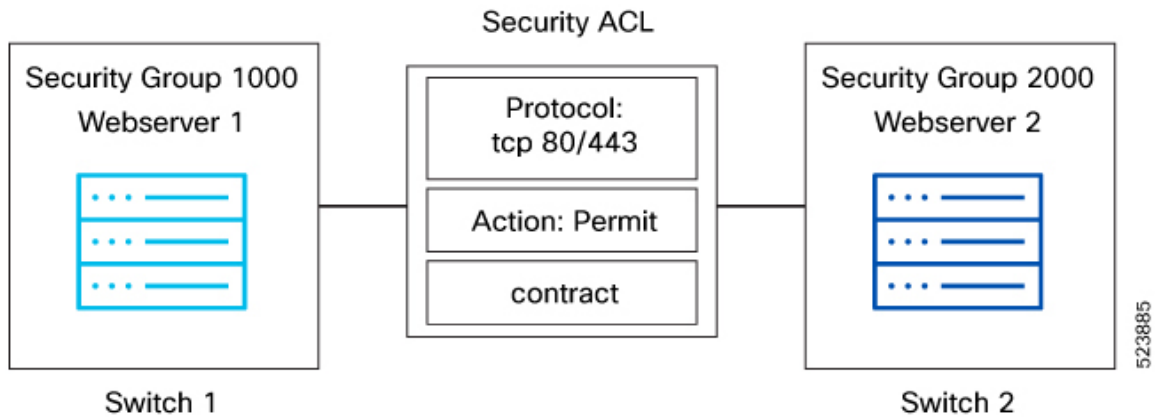 Security ACL
Security Group 1000
Webserver 1
Protocol:
tcp 80/443
Action: Permit
contract
Security Group 2000
Webserver 2
Switch 1
Switch 2
523885